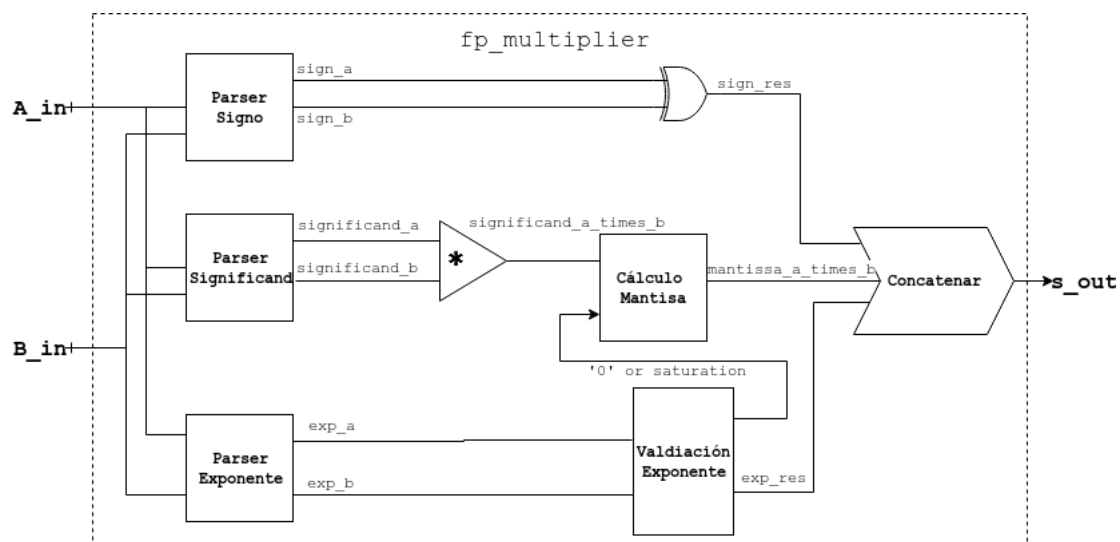 fp_multiplier
sign_a
sign_res
A_in
Parser
Signo
sign_b
significand_a
significand_a_times_b
Parser
Significand
significand_b
*
Cálculo
Mantisa
mantissa_a_times_b
Concatenar
s_out
B_in
'0' or saturation
exp_a
Parser
Exponente
Valdiación
Exponente
exp_b
exp_res